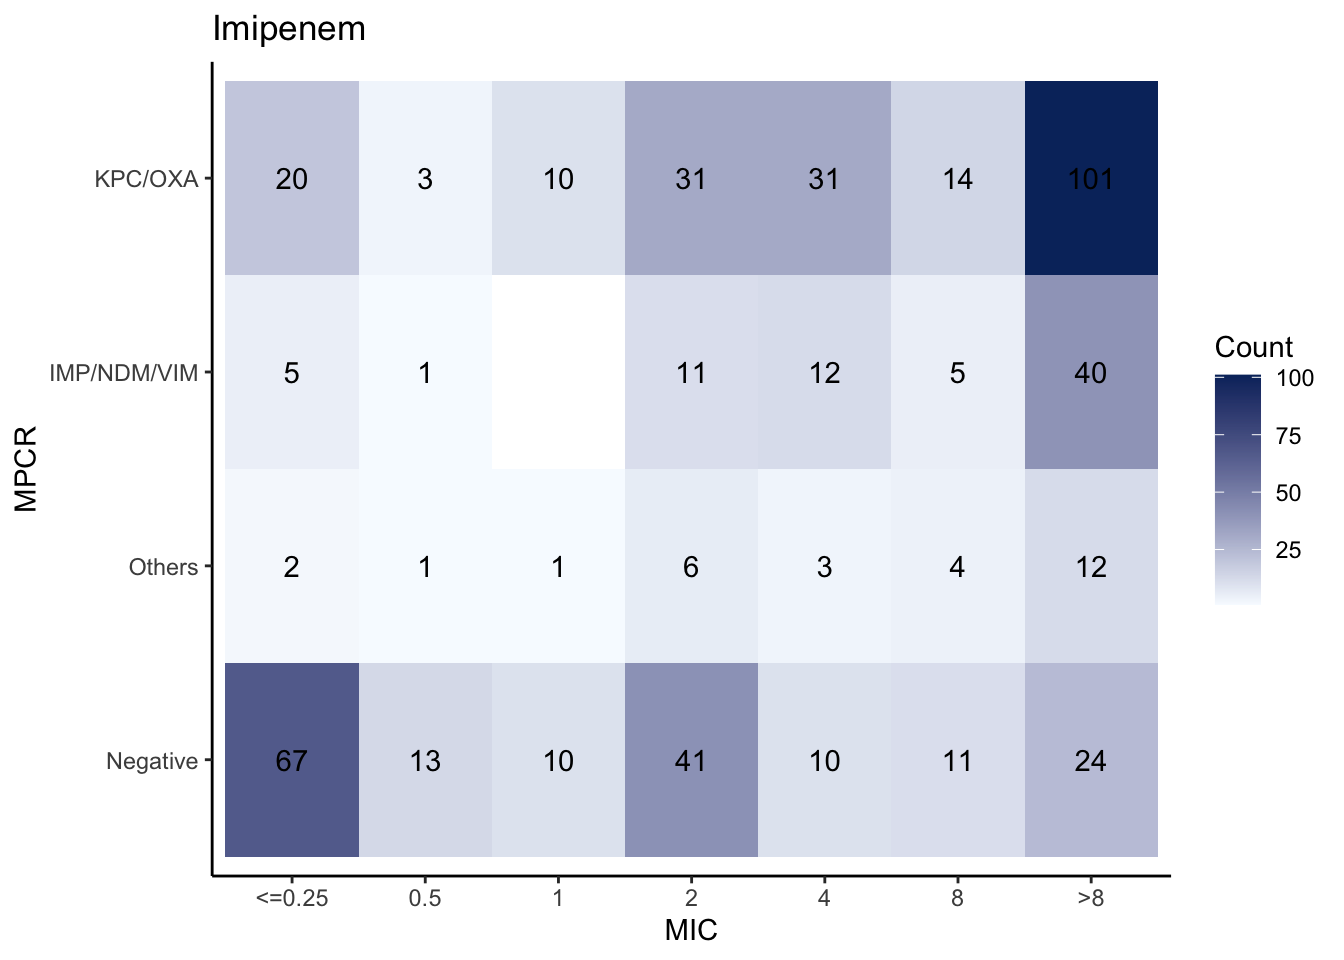 Imipenem
KPC/OXA 20 3 10 31 31 14 101
IMP/NDM/VIM 5 1 11 12 5 40
Others 2 1 1 6 3 4 12
Negative 67 13 10 41 10 11 24
<=0.25 0.5 1 2 4 8 >8
MIC
MPCR
Count
100
75
50
25